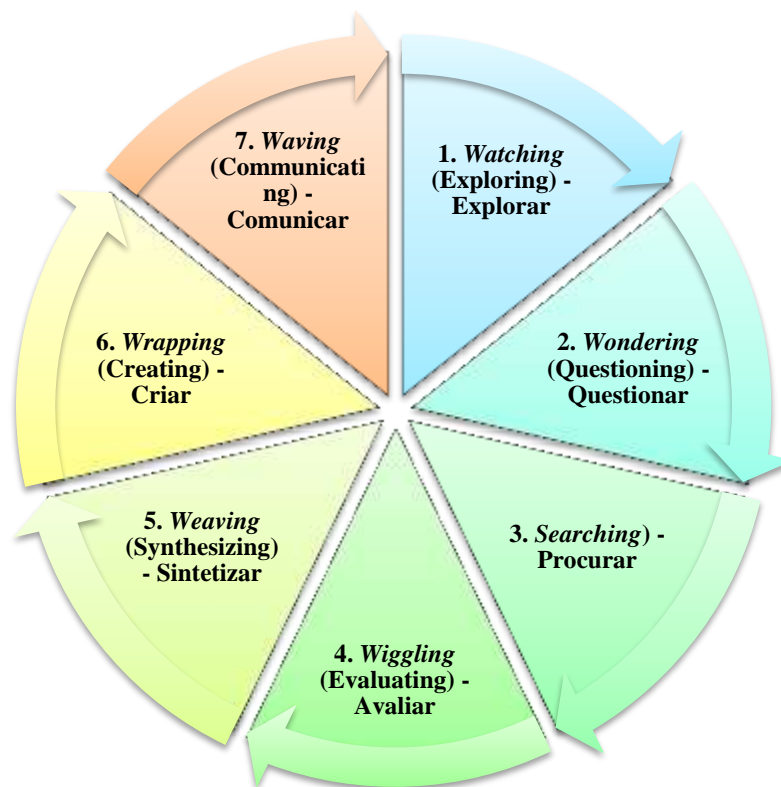 1. Watching
(Exploring) -
Explorar
2. Wondering
(Questioning) -
Questionar
3. Searching) -
Procurar
4. Wiggling
(Evaluating) -
Avaliar
5. Weaving
(Synthesizing)
- Sintetizar
6. Wrapping
(Creating) -
Criar
7. Waving
(Communicati
ng) -
Comunicar